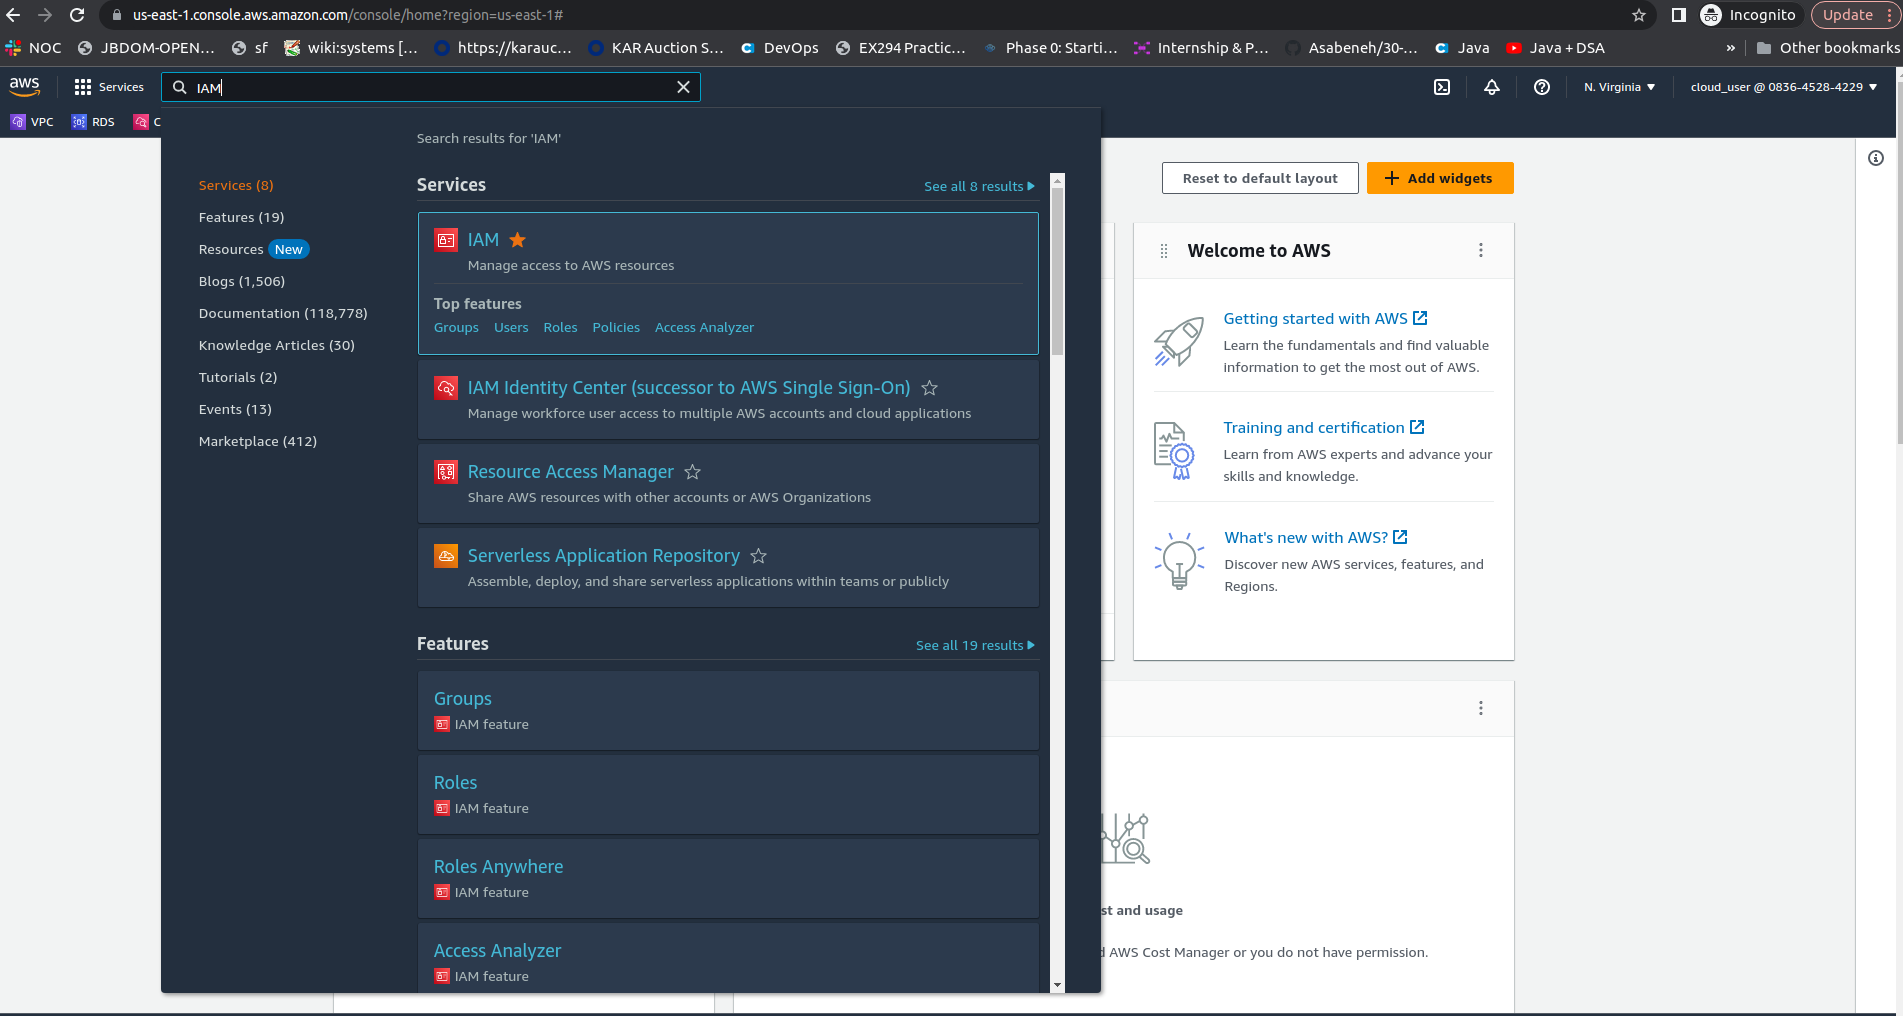 us-east-1.console.aws.amazon.com/console/home?region=us-east-1#
Incognito
Update
NOC
JBDOM-OPEN...
sf
wiki:systems [...
https://karauc...
KAR Auction S...
DevOps
EX294 Practic...
Phase 0: Starti...
Internship & P...
Asabeneh/30-...
Java
Java + DSA
»
Other bookmarks
aws
Services
IAM
N. Virginia
cloud_user @ 0836-4528-4229
VPC
RDS
C
Search results for 'IAM'
Services (8)
Features (19)
Resources New
Blogs (1,506)
Documentation (118,778)
Knowledge Articles (30)
Tutorials (2)
Events (13)
Marketplace (412)
Services
See all 8 results
IAM
Manage access to AWS resources
Top features
Groups Users Roles Policies Access Analyzer
IAM Identity Center (successor to AWS Single Sign-On)
Manage workforce user access to multiple AWS accounts and cloud applications
Resource Access Manager
Share AWS resources with other accounts or AWS Organizations
Serverless Application Repository
Assemble, deploy, and share serverless applications within teams or publicly
Features
See all 19 results
Groups
IAM feature
Roles
IAM feature
Roles Anywhere
IAM feature
Access Analyzer
IAM feature
Reset to default layout
Add widgets
Welcome to AWS
Getting started with AWS
Learn the fundamentals and find valuable
information to get the most out of AWS.
Training and certification
Learn from AWS experts and advance your
skills and knowledge.
What's new with AWS?
Discover new AWS services, features, and
Regions.
st and usage
AWS Cost Manager or you do not have permission.